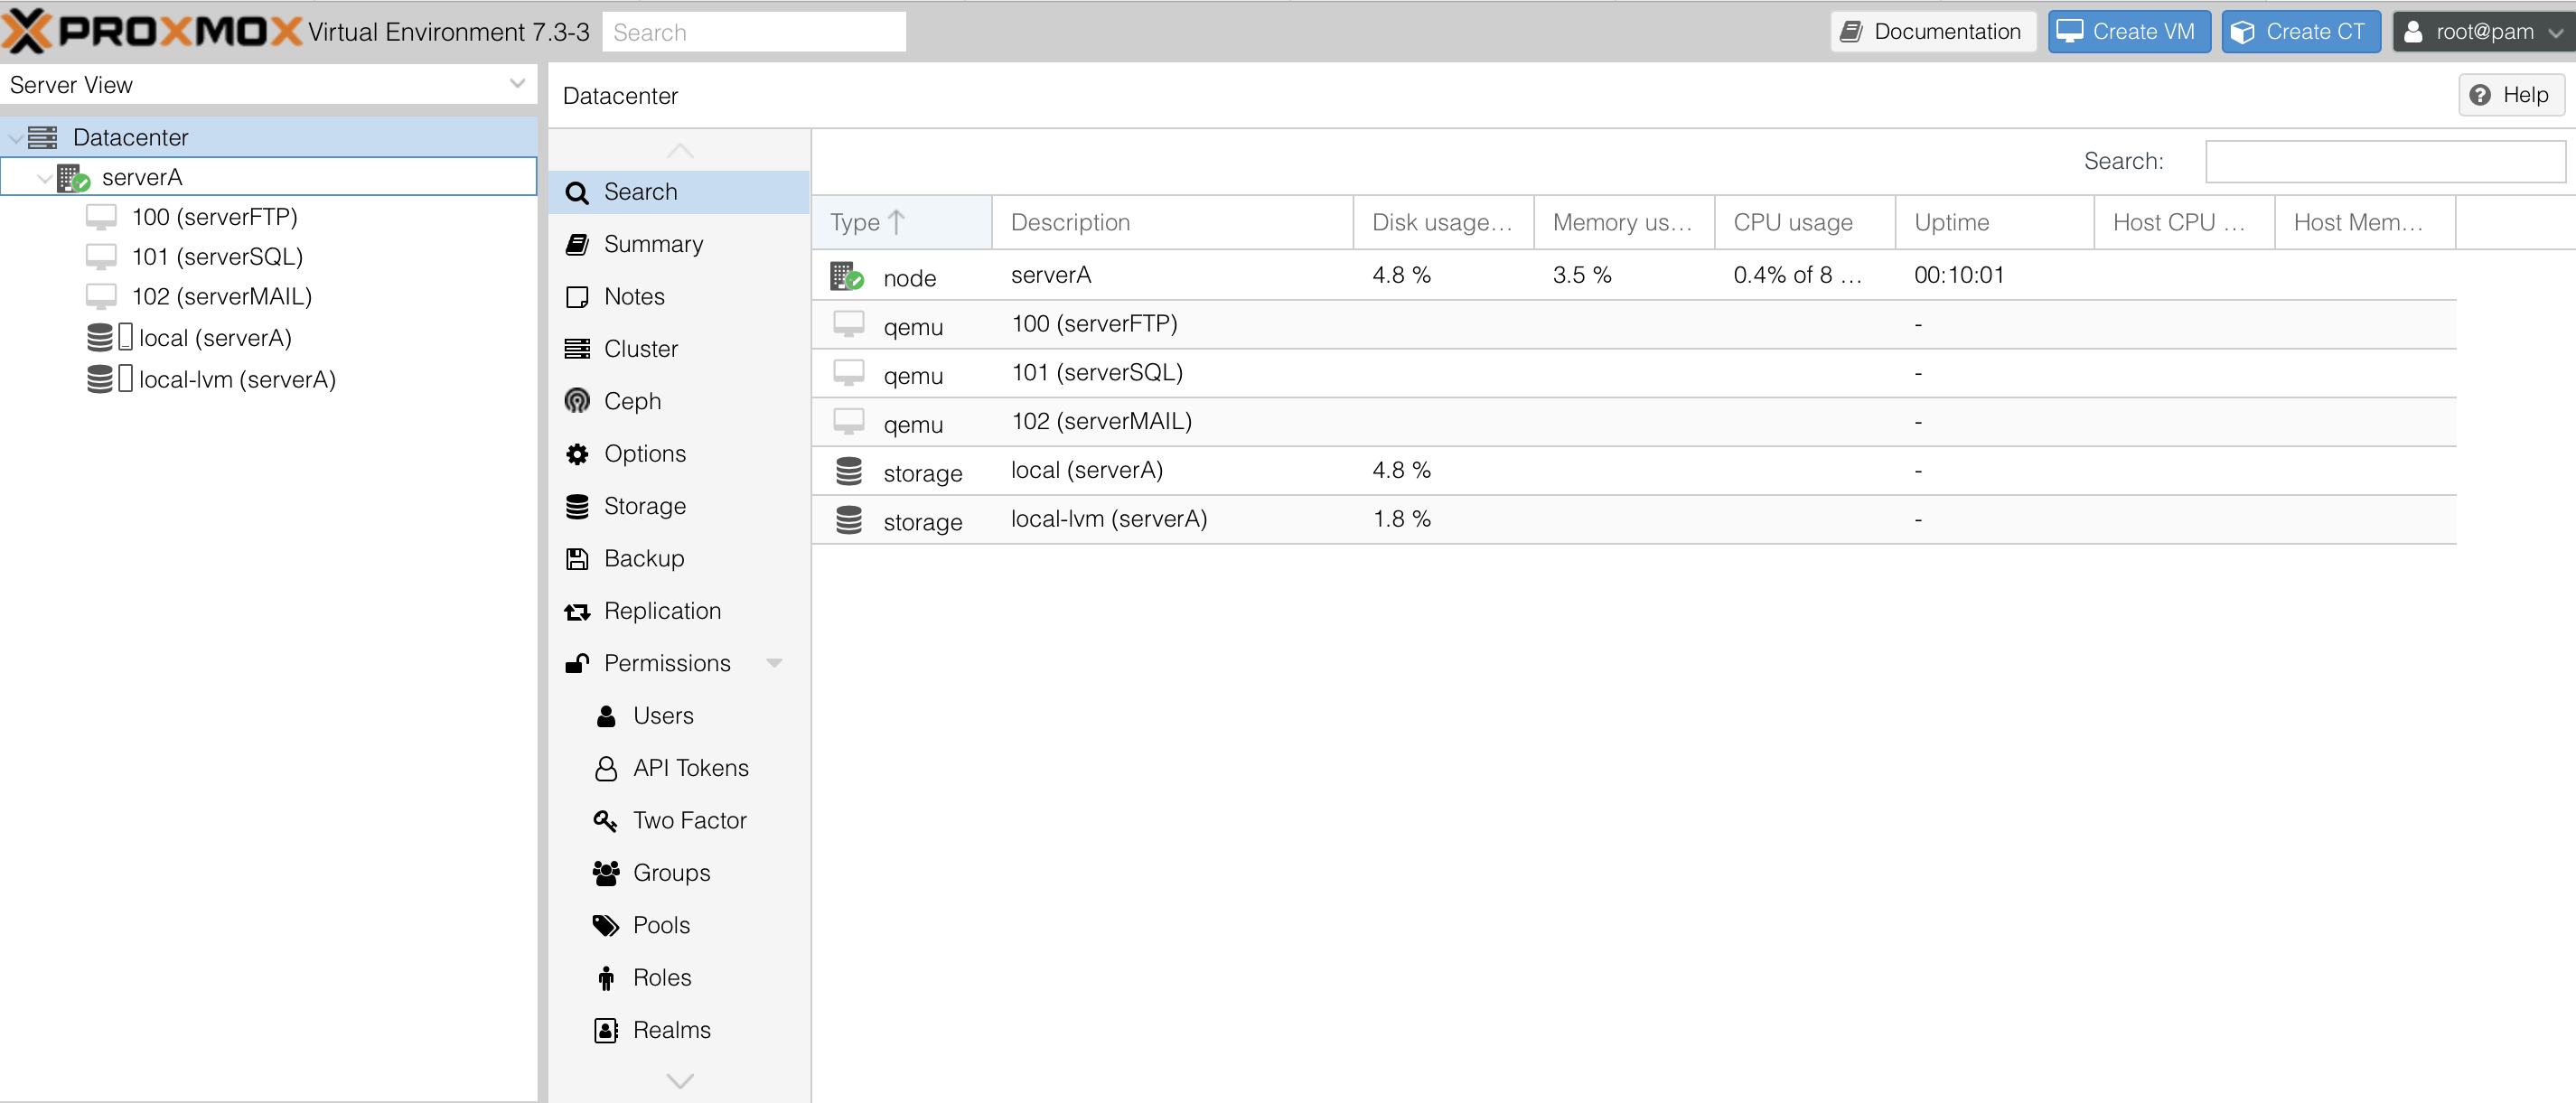 PROXMOX Virtual Environment 7.3-3 Search Documentation Create VM Create CT root@pam
Server View
Datacenter
serverA
100 (serverFTP)
101 (serverSQL)
102 (serverMAIL)
local (serverA)
local-lvm (serverA)
Datacenter Help
Search
Summary
Notes
Cluster
Ceph
Options
Storage
Backup
Replication
Permissions
Users
API Tokens
Two Factor
Groups
Pools
Roles
Realms
Search:
Type Description Disk usage... Memory us... CPU usage Uptime Host CPU ... Host Mem...
node serverA 4.8 % 3.5 % 0.4% of 8 ... 00:10:01
qemu 100 (serverFTP) -
qemu 101 (serverSQL) -
qemu 102 (serverMAIL) -
storage local (serverA) 4.8 % -
storage local-lvm (serverA) 1.8 % -